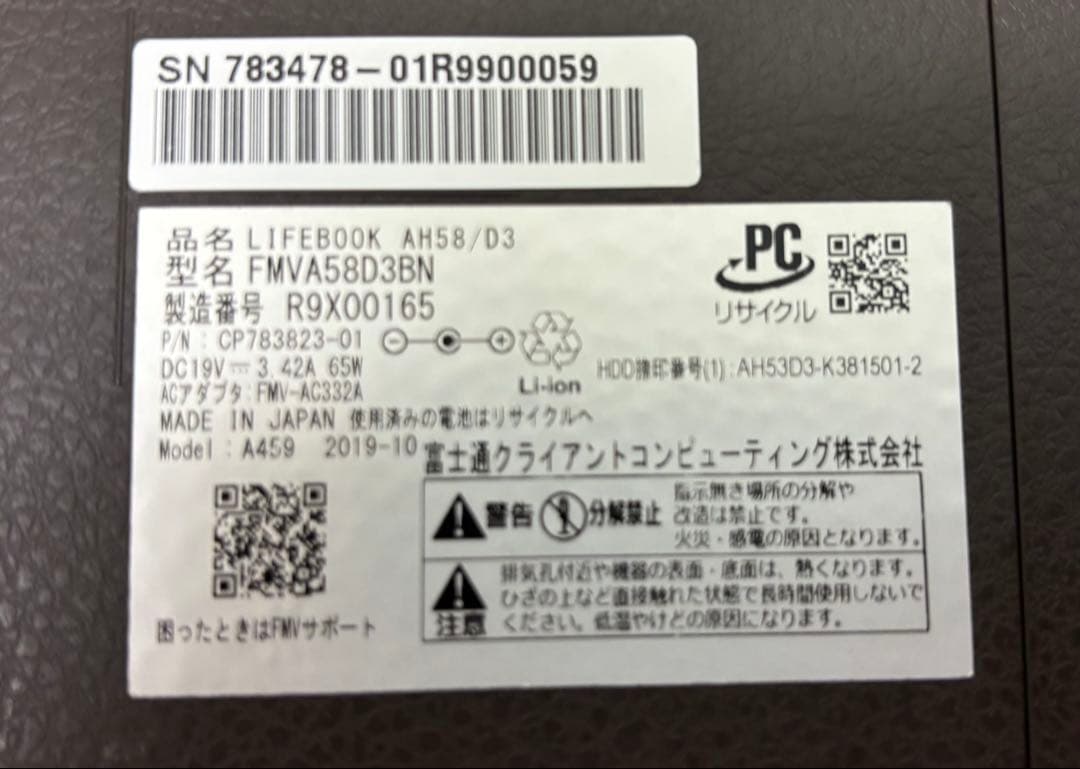 SN 783478-01R9900059
品名 LIFEBOOK AH58/D3
型名 FMVA58D3BN
製造番号 R9X00165
P/N : CP783823-01
DC19V 3.42A 65W
ACアダプタ:FMV-AC332A
MADE IN JAPAN 使用済みの電池はリサイクルへ
Model : A459 2019-10
Li-ion
PC
リサイクル
HDD捺印番号(1):AH53D3-K381501-2
富士通クライアントコンピューティング株式会社
警告 分解禁止
指示無き場所の分解や
改造は禁止です。
火災・感電の原因となります。
注意
排気孔付近や機器の表面・底面は、熱くなります。
ひざの上など直接触れた状態で長時間使用しないで
ください。低温やけどの原因となります。
困ったときはFMVサポート